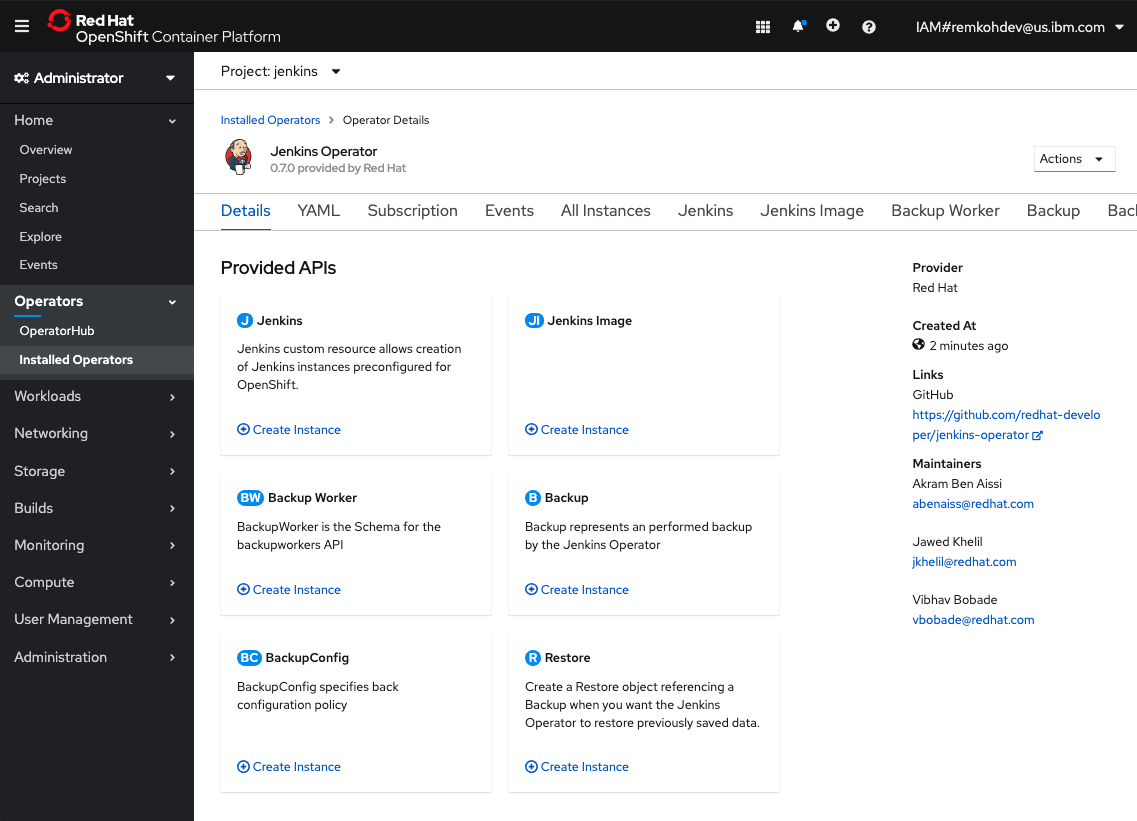 Red Hat
OpenShift Container Platform
IAM#remkohdev@us.ibm.com
Administrator
Home
Overview
Projects
Search
Explore
Events
Operators
OperatorHub
Installed Operators
Workloads
Networking
Storage
Builds
Monitoring
Compute
User Management
Administration
Project: jenkins
Installed Operators > Operator Details
Jenkins Operator
0.7.0 provided by Red Hat
Actions
Details YAML Subscription Events All Instances Jenkins Jenkins Image Backup Worker Backup Bac
Provided APIs
J Jenkins
Jenkins custom resource allows creation
of Jenkins instances preconfigured for
OpenShift.
Create Instance
JI Jenkins Image
Create Instance
BW Backup Worker
BackupWorker is the Schema for the
backupworkers API
Create Instance
B Backup
Backup represents an performed backup
by the Jenkins Operator
Create Instance
BC BackupConfig
BackupConfig specifies back
configuration policy
Create Instance
R Restore
Create a Restore object referencing a
Backup when you want the Jenkins
Operator to restore previously saved data.
Create Instance
Provider
Red Hat
Created At
2 minutes ago
Links
GitHub
https://github.com/redhat-develo
per/jenkins-operator
Maintainers
Akram Ben Aissi
abenaiss@redhat.com
Jawed Khelil
jkhelil@redhat.com
Vibhav Bobade
vbobade@redhat.com